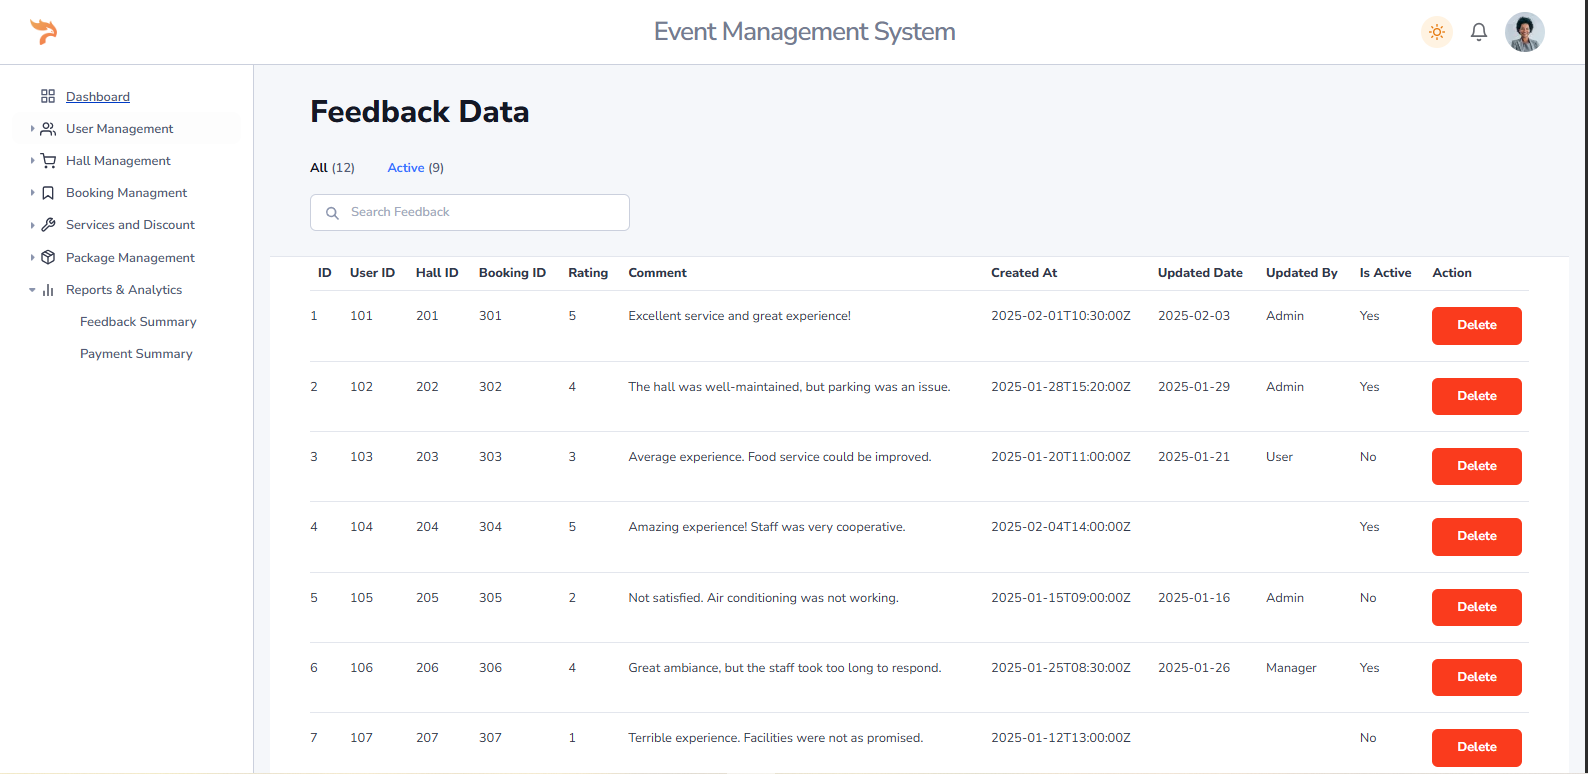 Event Management System
Dashboard
User Management
Hall Management
Booking Managment
Services and Discount
Package Management
Reports & Analytics
Feedback Summary
Payment Summary
Feedback Data
All (12) Active (9)
Search Feedback
ID User ID Hall ID Booking ID Rating Comment Created At Updated Date Updated By Is Active Action
1 101 201 301 5 Excellent service and great experience! 2025-02-01T10:30:00Z 2025-02-03 Admin Yes Delete
2 102 202 302 4 The hall was well-maintained, but parking was an issue. 2025-01-28T15:20:00Z 2025-01-29 Admin Yes Delete
3 103 203 303 3 Average experience. Food service could be improved. 2025-01-20T11:00:00Z 2025-01-21 User No Delete
4 104 204 304 5 Amazing experience! Staff was very cooperative. 2025-02-04T14:00:00Z Yes Delete
5 105 205 305 2 Not satisfied. Air conditioning was not working. 2025-01-15T09:00:00Z 2025-01-16 Admin No Delete
6 106 206 306 4 Great ambiance, but the staff took too long to respond. 2025-01-25T08:30:00Z 2025-01-26 Manager Yes Delete
7 107 207 307 1 Terrible experience. Facilities were not as promised. 2025-01-12T13:00:00Z No Delete